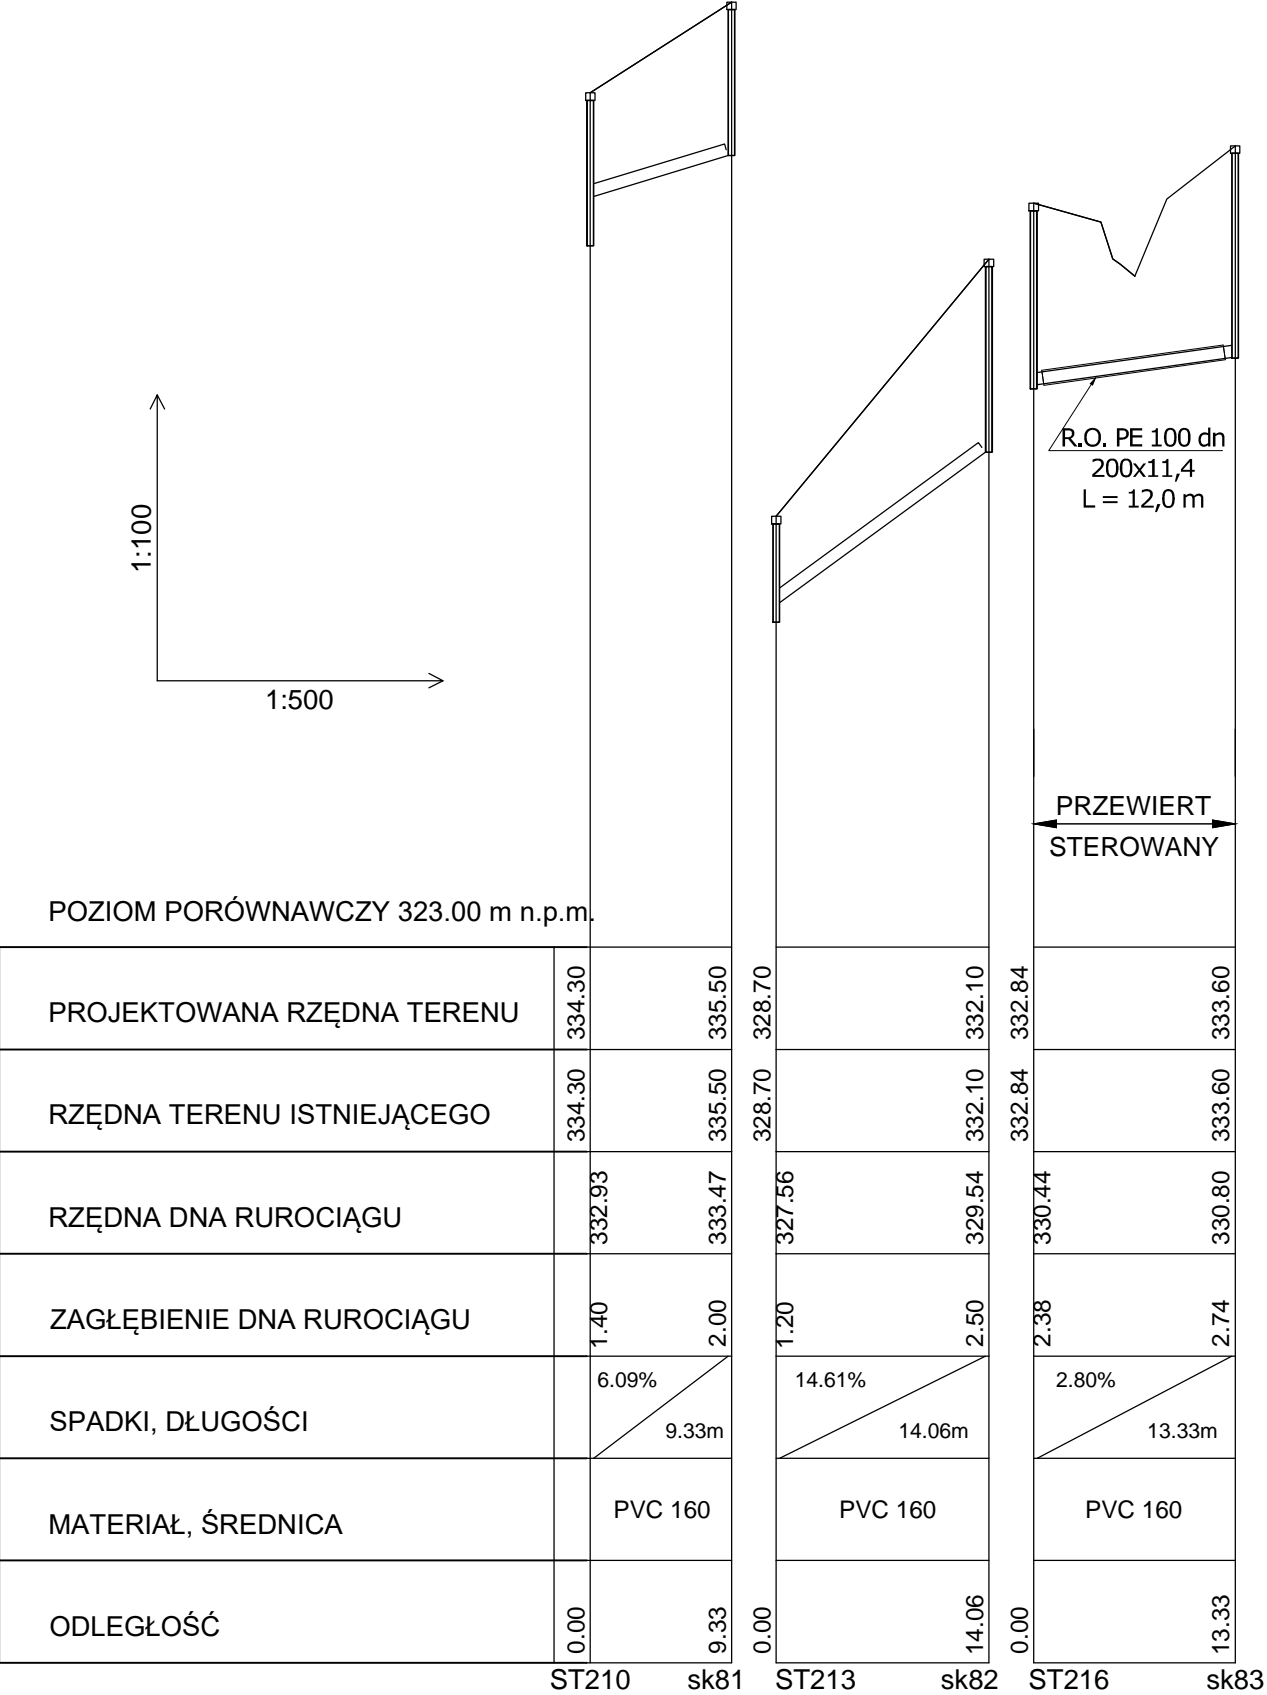 R.O. PE 100 dn
200x11,4
L = 12,0 m
1:100
1:500
PRZEWIERT
STEROWANY
POZIOM PORÓWNAWCZY 323.00 m n.p.m.
PROJEKTOWANA RZĘDNA TERENU 334.30 335.50 328.70 332.10 332.84 333.60
RZĘDNA TERENU ISTNIEJĄCEGO 334.30 335.50 328.70 332.10 332.84 333.60
RZĘDNA DNA RUROCIĄGU 332.93 333.47 327.56 329.54 330.44 330.80
ZAGŁĘBIENIE DNA RUROCIĄGU 1.40 2.00 1.20 2.50 2.38 2.74
SPADKI, DŁUGOŚCI 6.09% 9.33m 14.61% 14.06m 2.80% 13.33m
MATERIAŁ, ŚREDNICA PVC 160 PVC 160 PVC 160
ODLEGŁOŚĆ 0.00 9.33 0.00 14.06 0.00 13.33
ST210 sk81 ST213 sk82 ST216 sk83